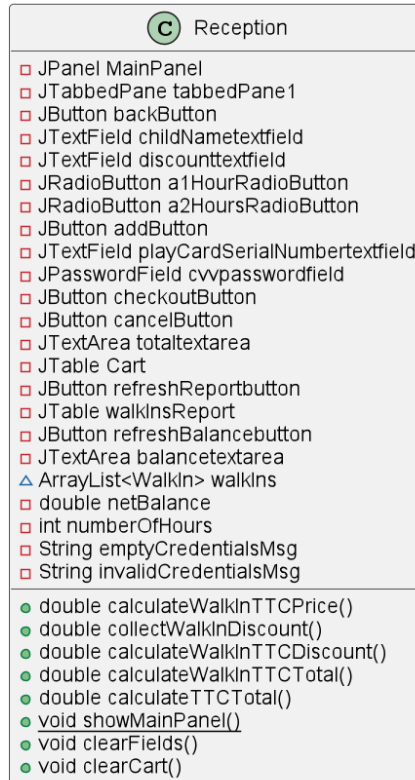 C Reception
JPanel MainPanel
JTabbedPane tabbedPane1
JButton backButton
JTextField childNametextfield
JTextField discounttextfield
JRadioButton a1HourRadioButton
JRadioButton a2HoursRadioButton
JButton addButton
JTextField playCardSerialNumbertextfield
JPasswordField cvvpasswordfield
JButton checkoutButton
JButton cancelButton
JTextArea totaltextarea
JTable Cart
JButton refreshReportbutton
JTable walkInsReport
JButton refreshBalancebutton
JTextArea balancetextarea
ArrayList<WalkIn> walkIns
double netBalance
int numberOfHours
String emptyCredentialsMsg
String invalidCredentialsMsg
double calculateWalkInTTCPrice()
double collectWalkInDiscount()
double calculateWalkInTTCDiscount()
double calculateWalkInTTCTotal()
double calculateTTCTotal()
void showMainPanel()
void clearFields()
void clearCart()